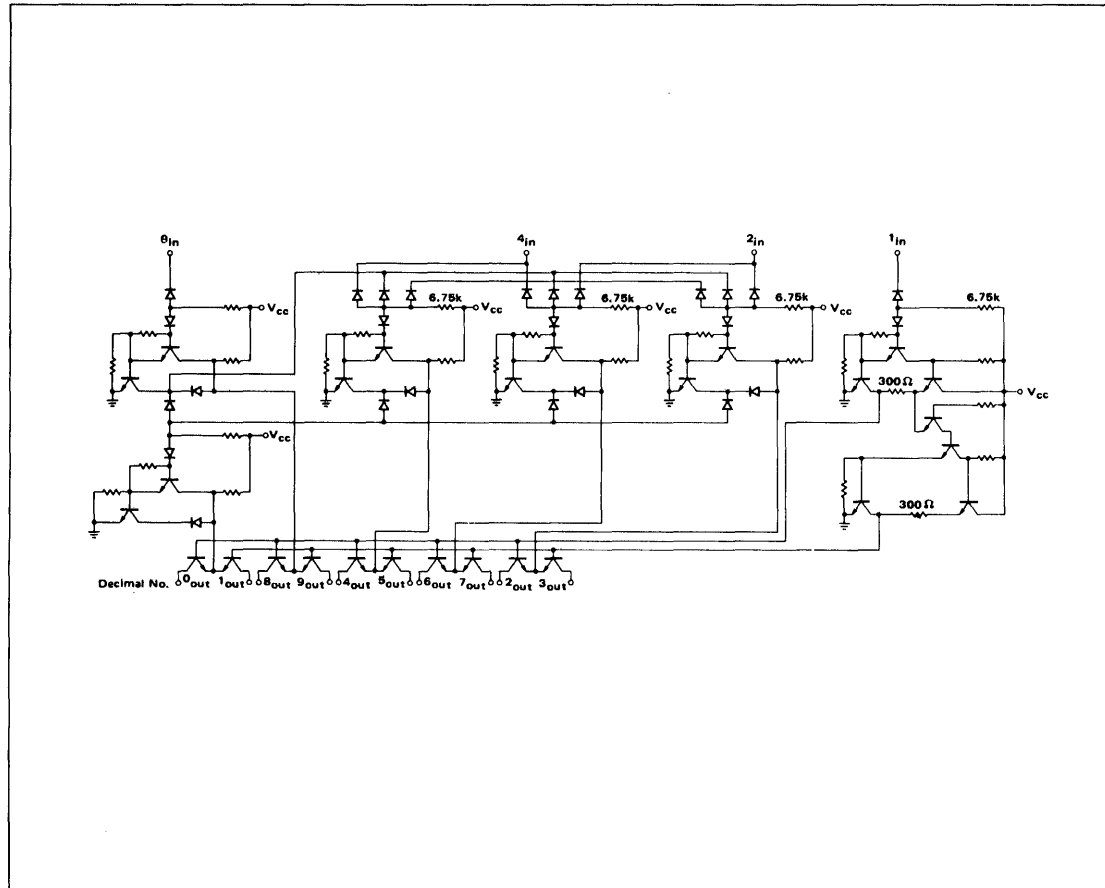 8in 4in 2in 1in
6.75k 6.75k 6.75k 6.75k
Vcc Vcc Vcc Vcc
300Ω Vcc
Vcc
300Ω
Decimal No. 0out 1out 8out 9out 4out 5out 6out 7out 2out 3out